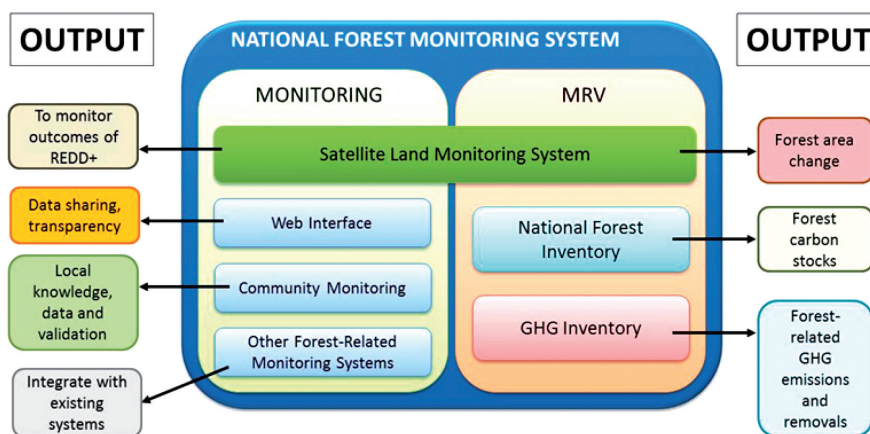 OUTPUT
To monitor
outcomes of
REDD+
Data sharing,
transparency
Local
knowledge,
data and
validation
Integrate with
existing
systems
NATIONAL FOREST MONITORING SYSTEM
MONITORING
MRV
Satellite Land Monitoring System
Web Interface
Community Monitoring
Other Forest-Related
Monitoring Systems
National Forest
Inventory
GHG Inventory
OUTPUT
Forest area
change
Forest
carbon
stocks
Forest-
related GHG
emissions
and
removals